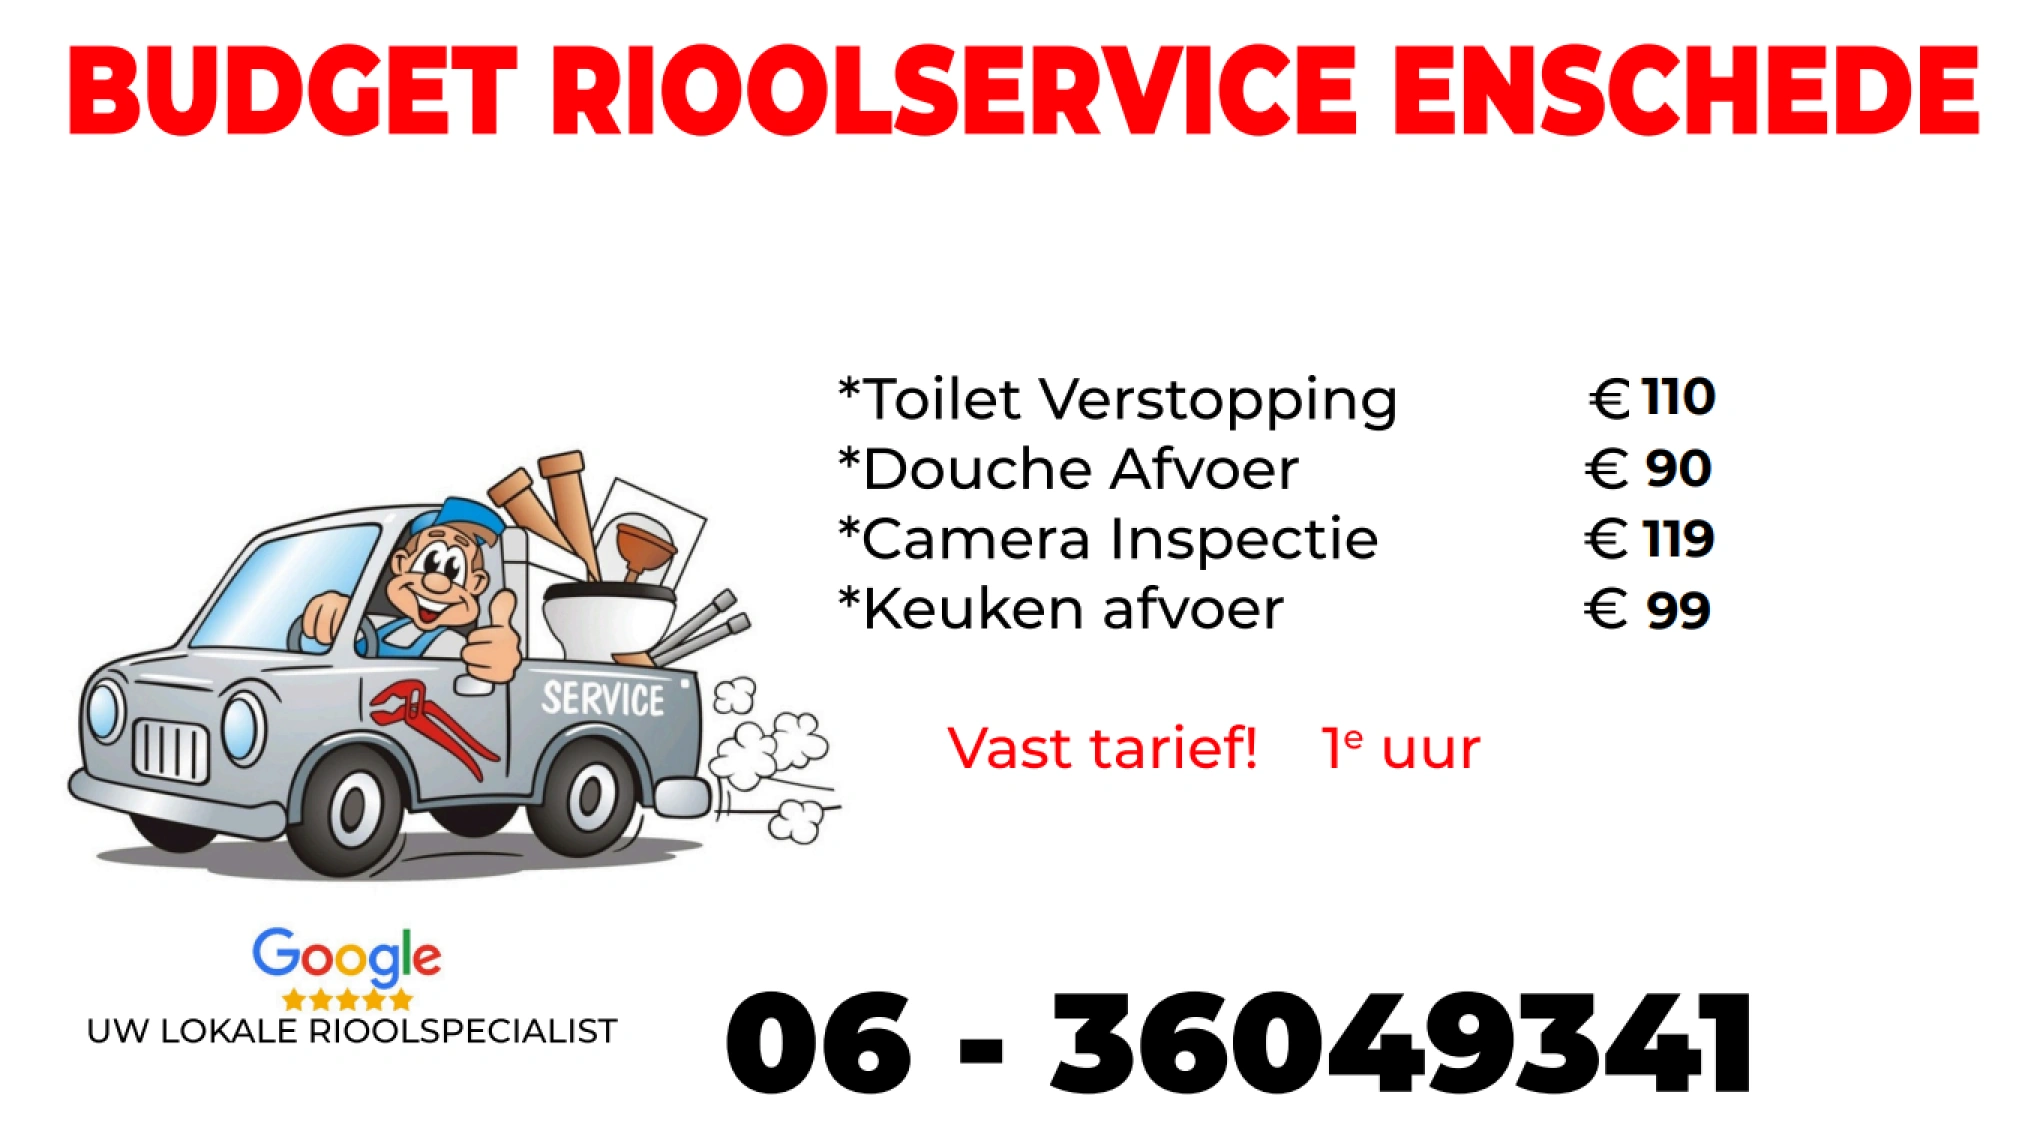 BUDGET RIOOLSERVICE ENSCHEDE
*Toilet Verstopping € 110
*Douche Afvoer € 90
*Camera Inspectie € 119
*Keuken afvoer € 99
SERVICE
Vast tarief! 1e uur
Google
UW LOKALE RIOOLSPECIALIST
06 - 36049341